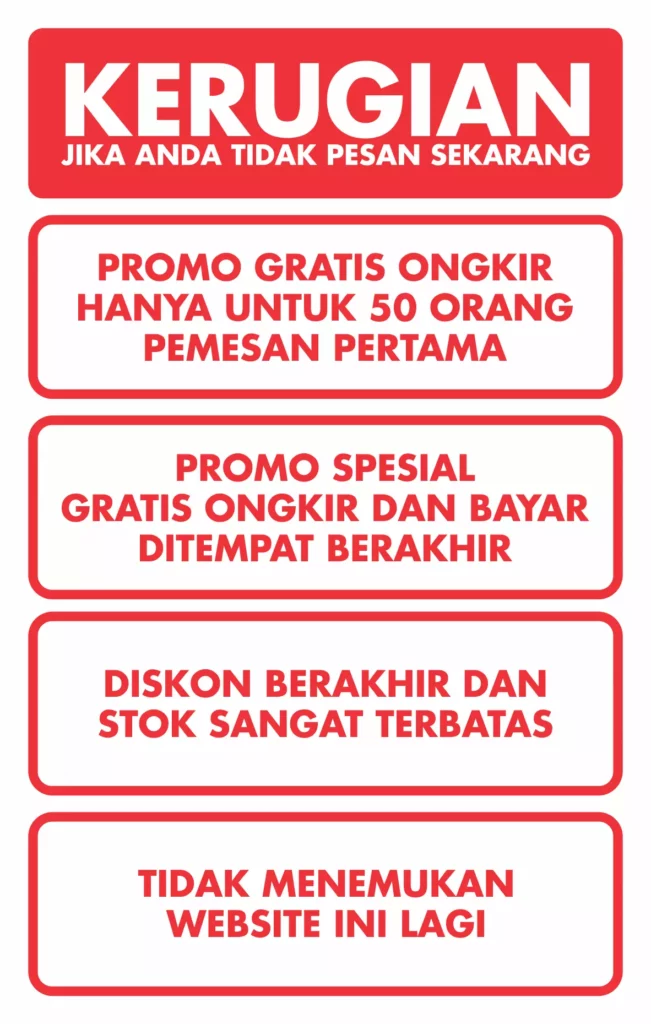 KERUGIAN
JIKA ANDA TIDAK PESAN SEKARANG
PROMO GRATIS ONGKIR
HANYA UNTUK 50 ORANG
PEMESAN PERTAMA
PROMO SPESIAL
GRATIS ONGKIR DAN BAYAR
DITEMPAT BERAKHIR
DISKON BERAKHIR DAN
STOK SANGAT TERBATAS
TIDAK MENEMUKAN
WEBSITE INI LAGI